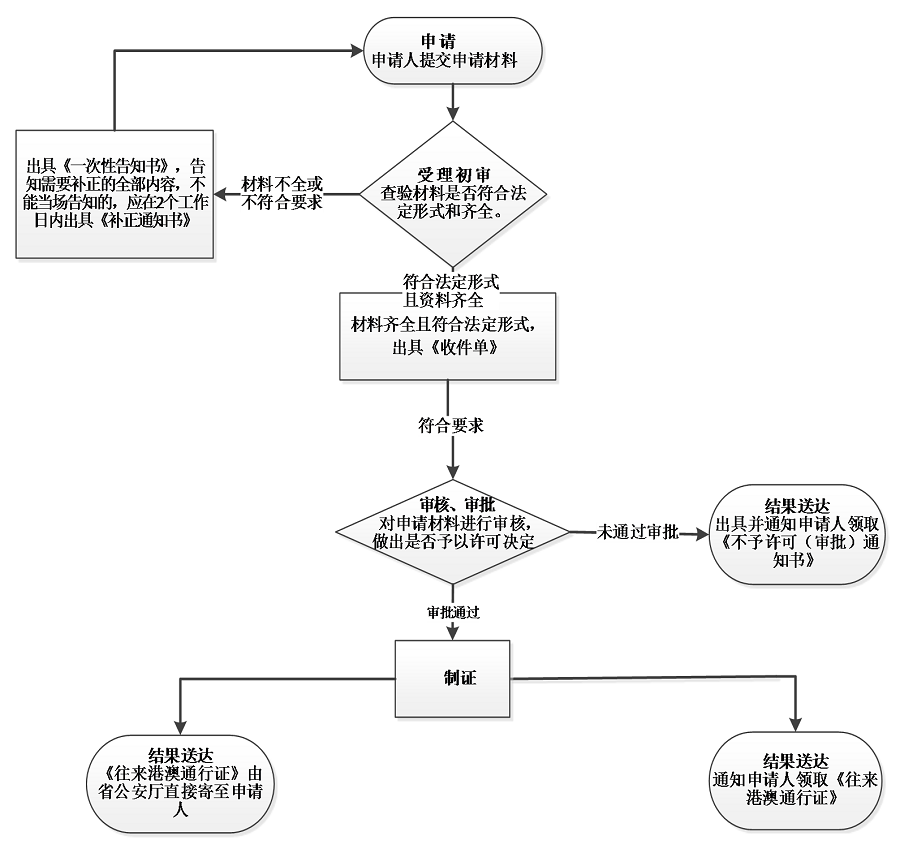 申请
申请人提交申请材料
受理初审
查验材料是否符合法
定形式和齐全。
材料不全或
不符合要求
出具《一次性告知书》，告
知需要补正的全部内容，不
能当场告知的，应在2个工作
日内出具《补正通知书》
符合法定形式
且资料齐全
材料齐全且符合法定形式，
出具《收件单》
符合要求
审核、审批
对申请材料进行审核，
做出是否予以许可决定
未通过审批
结果送达
出具并通知申请人领取
《不予许可（审批）通
知书》
审批通过
制证
结果送达
《往来港澳通行证》由
省公安厅直接寄至申请
人
结果送达
通知申请人领取《往来
港澳通行证》